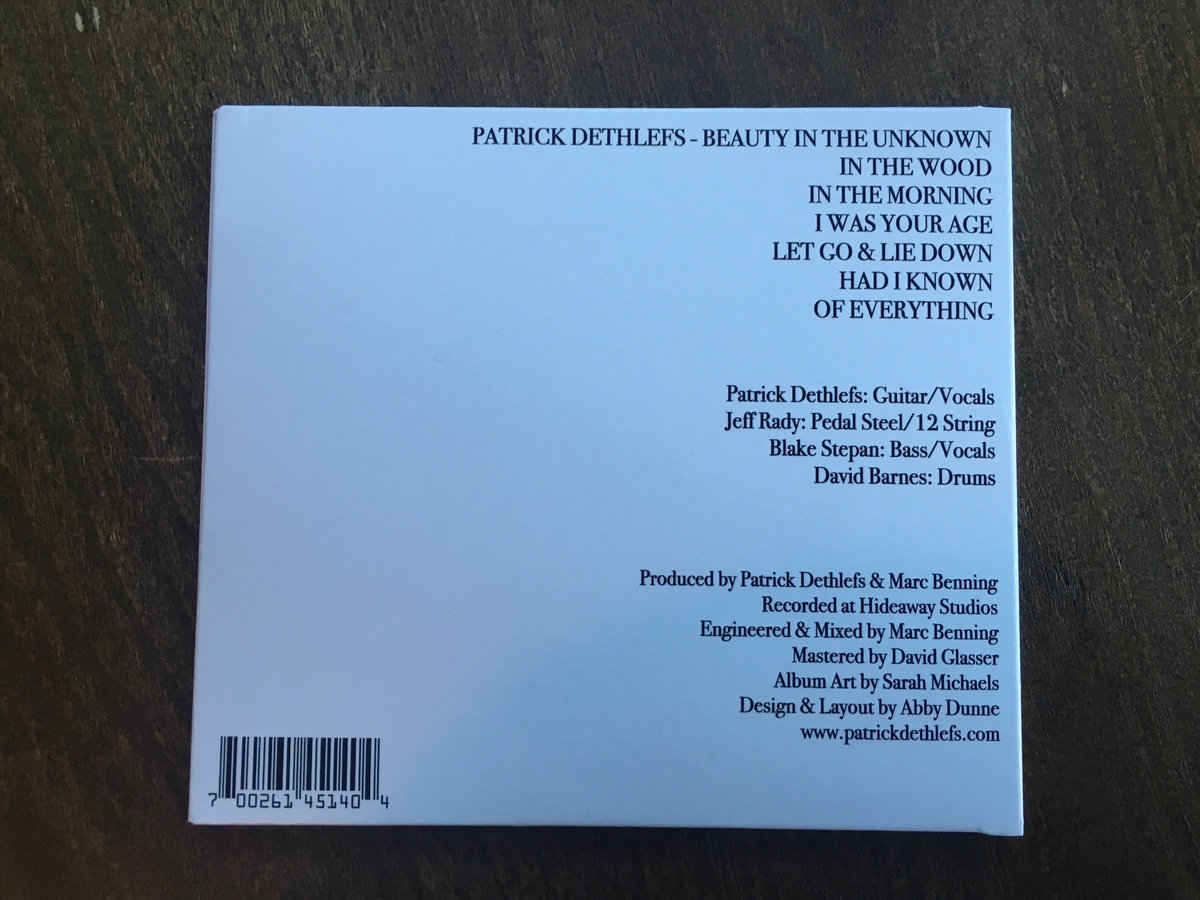 PATRICK DETHLEFS - BEAUTY IN THE UNKNOWN
IN THE WOOD
IN THE MORNING
I WAS YOUR AGE
LET GO & LIE DOWN
HAD I KNOWN
OF EVERYTHING
Patrick Dethlefs: Guitar/Vocals
Jeff Rady: Pedal Steel/12 String
Blake Stepan: Bass/Vocals
David Barnes: Drums
Produced by Patrick Dethlefs & Marc Benning
Recorded at Hideaway Studios
Engineered & Mixed by Marc Benning
Mastered by David Glasser
Album Art by Sarah Michaels
Design & Layout by Abby Dunne
www.patrickdethlefs.com
7 00261 45140 4